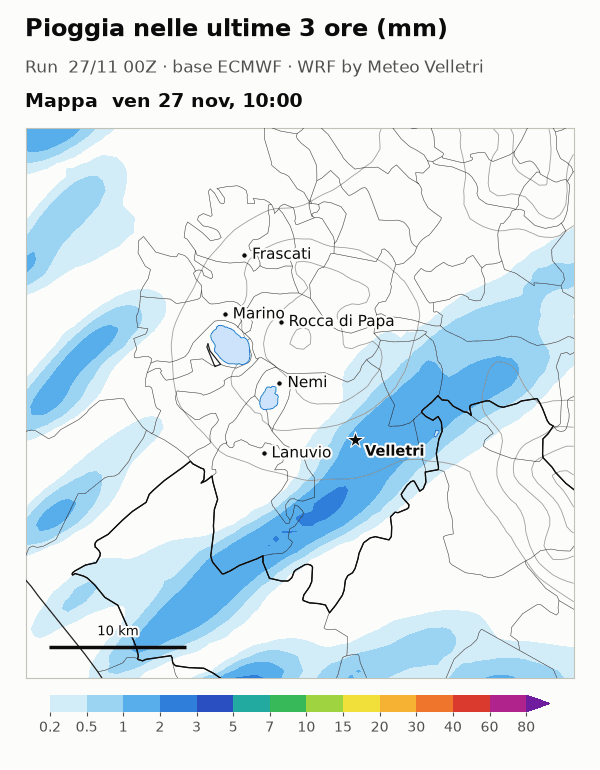 Pioggia nelle ultime 3 ore (mm)
Run 27/11 00Z · base ECMWF · WRF by Meteo Velletri
Mappa ven 27 nov, 10:00
Frascati
Marino
Rocca di Papa
Nemi
Velletri
Lanuvio
10 km
0.2 0.5 1 2 3 5 7 10 15 20 30 40 60 80